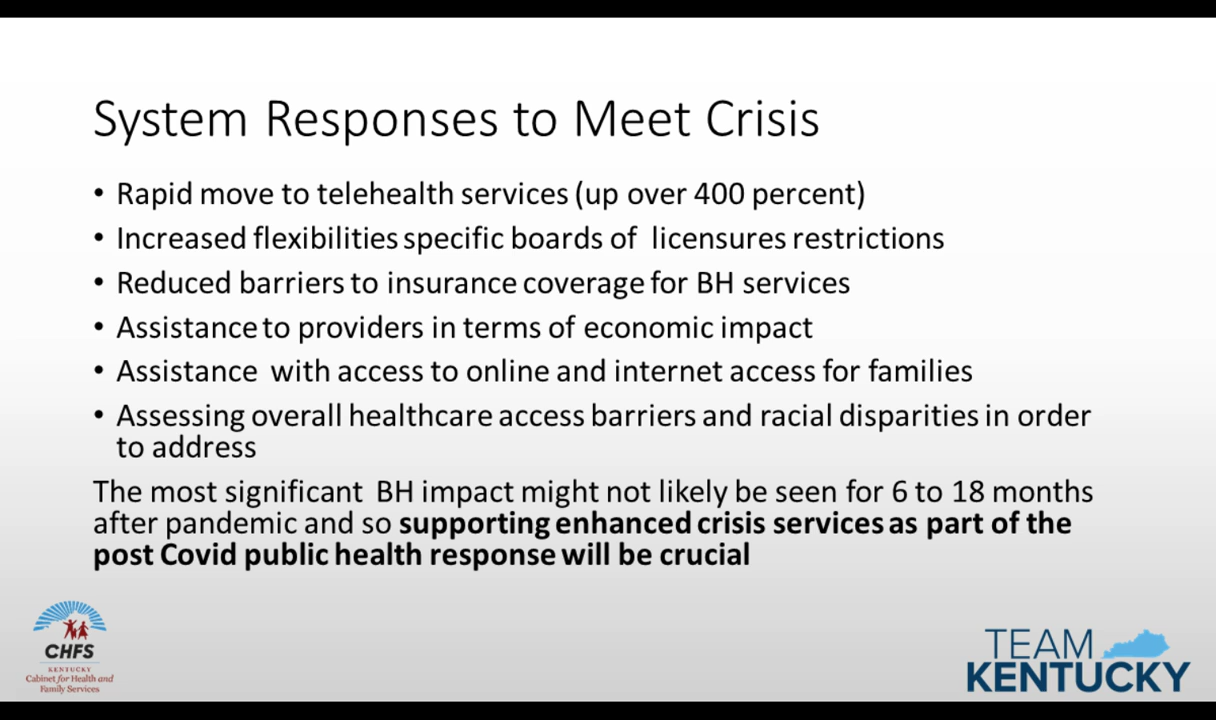 System Responses to Meet Crisis
• Rapid move to telehealth services (up over 400 percent)
• Increased flexibilities specific boards of licensures restrictions
• Reduced barriers to insurance coverage for BH services
• Assistance to providers in terms of economic impact
• Assistance with access to online and internet access for families
• Assessing overall healthcare access barriers and racial disparities in order
to address
The most significant BH impact might not likely be seen for 6 to 18 months
after pandemic and so supporting enhanced crisis services as part of the
post Covid public health response will be crucial
CHFS
KENTUCKY
Cabinet for Health and
Family Services
TEAM
KENTUCKY